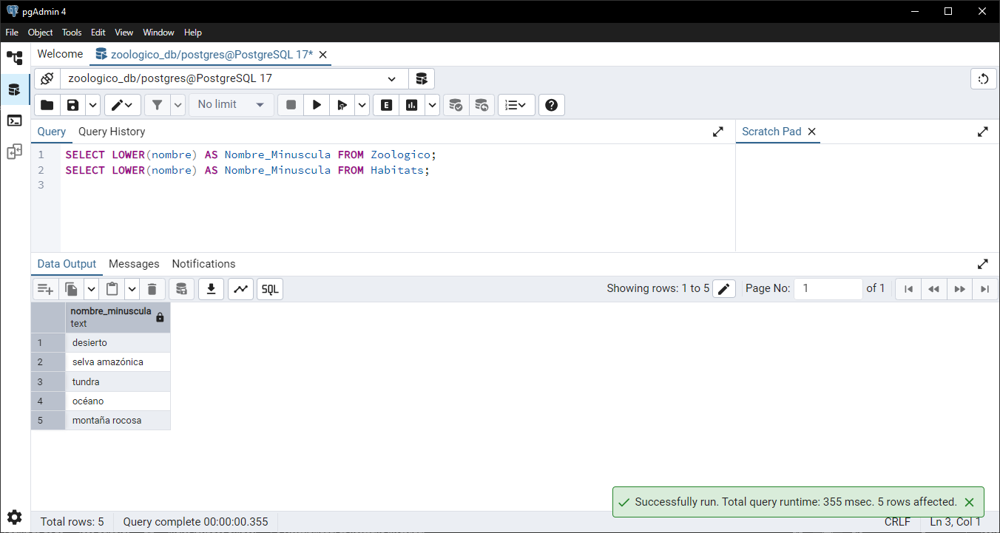 pgAdmin 4
File Object Tools Edit View Window Help
Welcome zoologico_db/postgres@PostgreSQL 17*
zoologico_db/postgres@PostgreSQL 17
No limit E
Query Query History Scratch Pad
1 SELECT LOWER(nombre) AS Nombre_Minuscula FROM Zoologico;
2 SELECT LOWER(nombre) AS Nombre_Minuscula FROM Habitats;
3
Data Output Messages Notifications
SQL Showing rows: 1 to 5 Page No: 1 of 1
nombre_minuscula
text
1 desierto
2 selva amazónica
3 tundra
4 océano
5 montaña rocosa
Successfully run. Total query runtime: 355 msec. 5 rows affected.
Total rows: 5 Query complete 00:00:00.355 CRLF Ln 3, Col 1